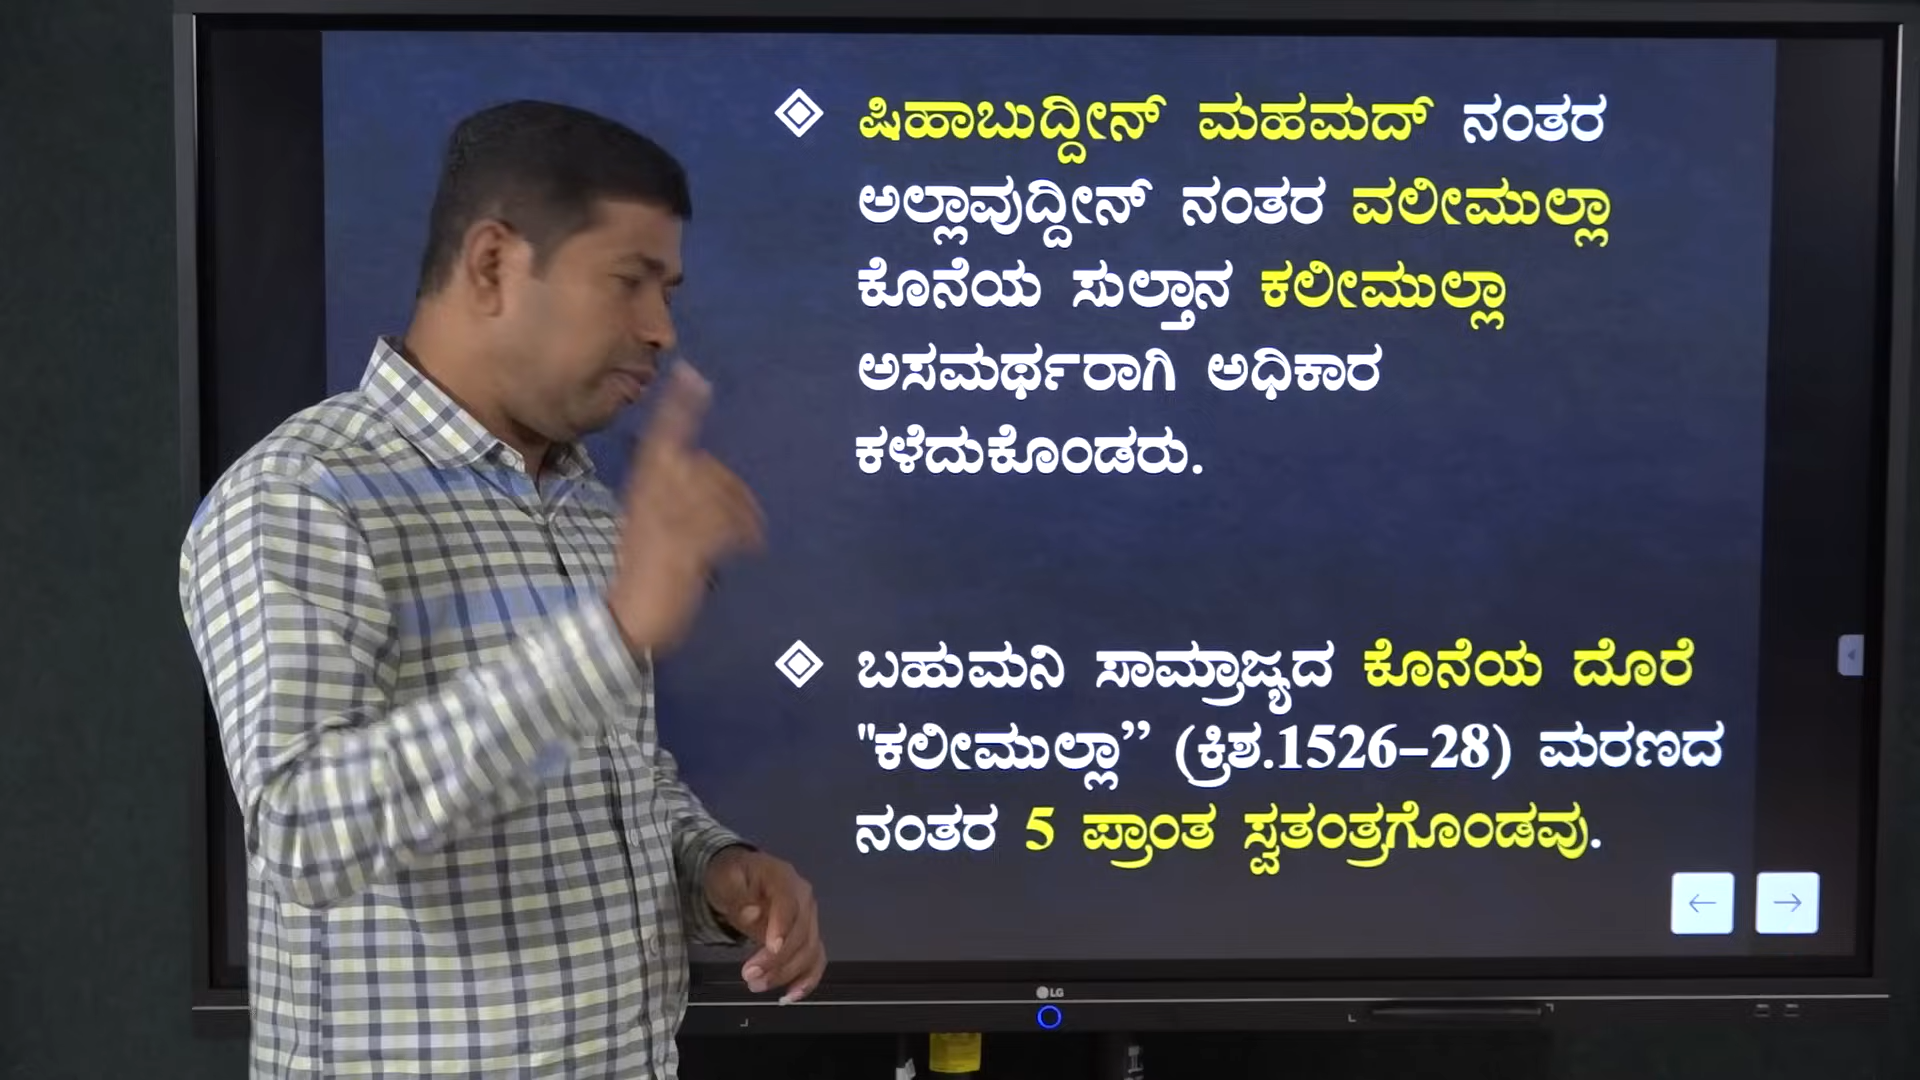 ಷಿಹಾಬುದ್ದೀನ್ ಮಹಮದ್ ನಂತರ
ಅಲ್ಲಾವುದ್ದೀನ್ ನಂತರ ವಲೀಮುಲ್ಲಾ
ಕೊನೆಯ ಸುಲ್ತಾನ ಕಲೀಮುಲ್ಲಾ
ಅಸಮರ್ಥರಾಗಿ ಅಧಿಕಾರ
ಕಳೆದುಕೊಂಡರು.
ಬಹುಮನಿ ಸಾಮ್ರಾಜ್ಯದ ಕೊನೆಯ ದೊರೆ
"ಕಲೀಮುಲ್ಲಾ” (ಕ್ರಿಶ.1526-28) ಮರಣದ
ನಂತರ 5 ಪ್ರಾಂತ ಸ್ವತಂತ್ರಗೊಂಡವು.
LG